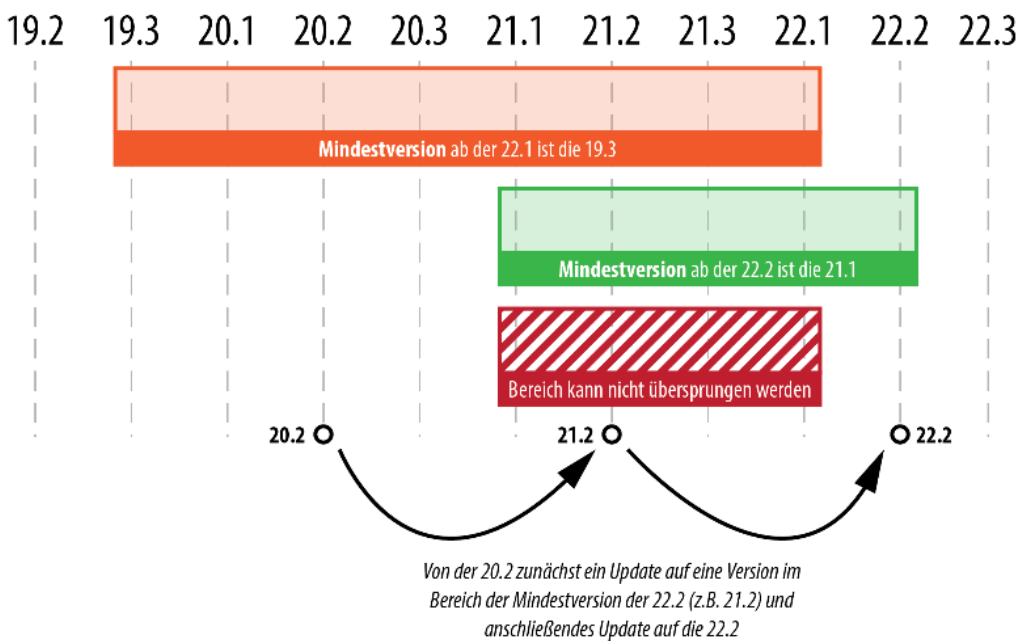 19.2 19.3 20.1 20.2 20.3 21.1 21.2 21.3 22.1 22.2 22.3
Mindestversion ab der 22.1 ist die 19.3
Mindestversion ab der 22.2 ist die 21.1
Bereich kann nicht übersprungen werden
20.2 21.2 22.2
Von der 20.2 zunächst ein Update auf eine Version im
Bereich der Mindestversion der 22.2 (z.B. 21.2) und
anschließendes Update auf die 22.2